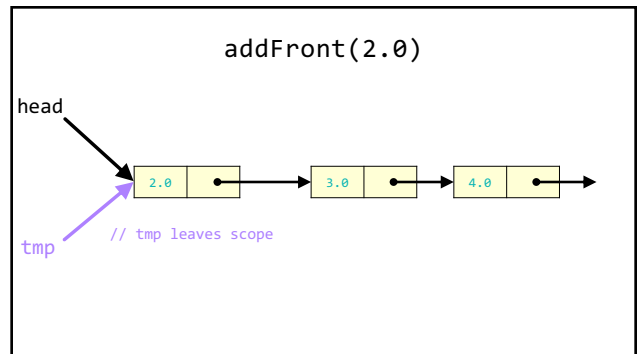 addFront(2.0)
head
2.0
3.0
4.0
tmp
// tmp leaves scope